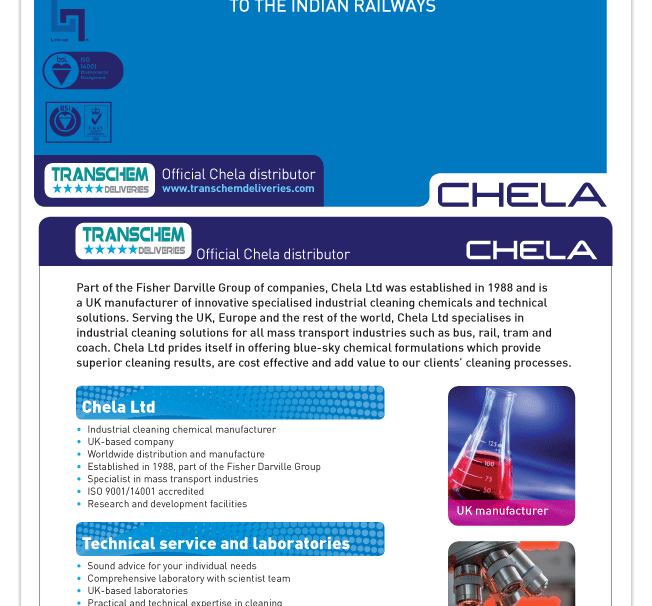 TO THE INDIAN RAILWAYS
bsi.
ISO
14001
Environmental
Management
bsi.
TRANSCHEM
DELIVERIES
Official Chela distributor
www.transchemdeliveries.com
CHELA
TRANSCHEM
DELIVERIES
Official Chela distributor
CHELA
Part of the Fisher Darville Group of companies, Chela Ltd was established in 1988 and is
a UK manufacturer of innovative specialised industrial cleaning chemicals and technical
solutions. Serving the UK, Europe and the rest of the world, Chela Ltd specialises in
industrial cleaning solutions for all mass transport industries such as bus, rail, tram and
coach. Chela Ltd prides itself in offering blue-sky chemical formulations which provide
superior cleaning results, are cost effective and add value to our clients' cleaning processes.
Chela Ltd
• Industrial cleaning chemical manufacturer
• UK-based company
• Worldwide distribution and manufacture
• Established in 1988, part of the Fisher Darville Group
• Specialist in mass transport industries
• ISO 9001/14001 accredited
• Research and development facilities
125
100
75
50
UK manufacturer
Technical service and laboratories
• Sound advice for your individual needs
• Comprehensive laboratory with scientist team
• UK-based laboratories
• Practical and technical expertise in cleaning